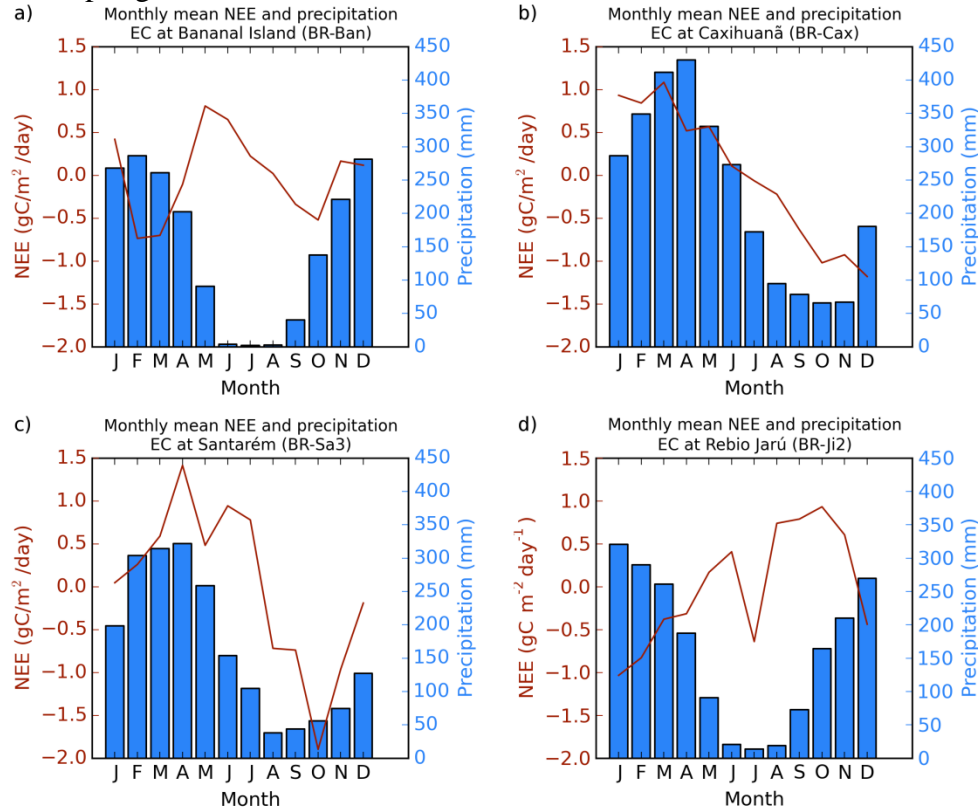 a)
Monthly mean NEE and precipitation
EC at Bananal Island (BR-Ban)
NEE (gC/m² /day)
1.5
1.0
0.5
0.0
−0.5
−1.0
−1.5
−2.0
450
400
350
300
250
200
150
100
50
0
Precipitation (mm)
J F M A M J J A S O N D
Month
b)
Monthly mean NEE and precipitation
EC at Caxihuanã (BR-Cax)
NEE (gC/m² /day)
1.5
1.0
0.5
0.0
−0.5
−1.0
−1.5
−2.0
450
400
350
300
250
200
150
100
50
0
Precipitation (mm)
J F M A M J J A S O N D
Month
c)
Monthly mean NEE and precipitation
EC at Santarém (BR-Sa3)
NEE (gC/m² /day)
1.5
1.0
0.5
0.0
−0.5
−1.0
−1.5
−2.0
450
400
350
300
250
200
150
100
50
0
Precipitation (mm)
J F M A M J J A S O N D
Month
d)
Monthly mean NEE and precipitation
EC at Rebio Jarú (BR-Ji2)
NEE (gC m⁻² day⁻¹ )
1.5
1.0
0.5
0.0
−0.5
−1.0
−1.5
−2.0
450
400
350
300
250
200
150
100
50
0
Precipitation (mm)
J F M A M J J A S O N D
Month